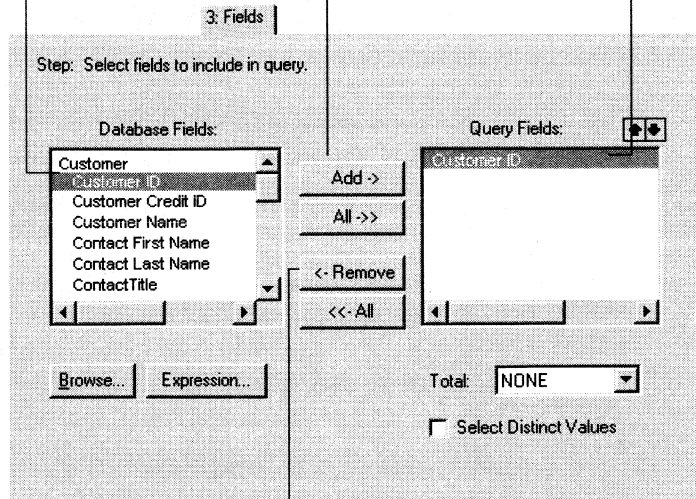 3: Fields
Step: Select fields to include in query.
Database Fields:
Customer
Customer ID
Customer Credit ID
Customer Name
Contact First Name
Contact Last Name
ContactTitle
Browse...
Expression...
Add ->
All ->>
<- Remove
<<- All
Query Fields:
Customer ID
Total:
NONE
Select Distinct Values